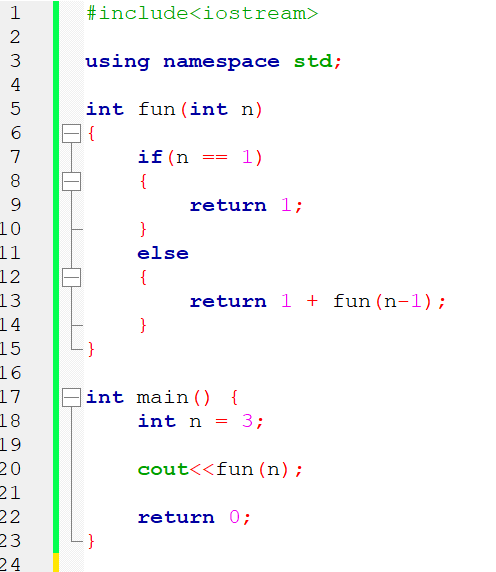 1 #include<iostream>
2
3 using namespace std;
4
5 int fun(int n)
6 {
7 if(n == 1)
8 {
9 return 1;
10 }
11 else
12 {
13 return 1 + fun(n-1);
14 }
15 }
16
17 int main() {
18 int n = 3;
19
20 cout<<fun(n);
21
22 return 0;
23 }
24